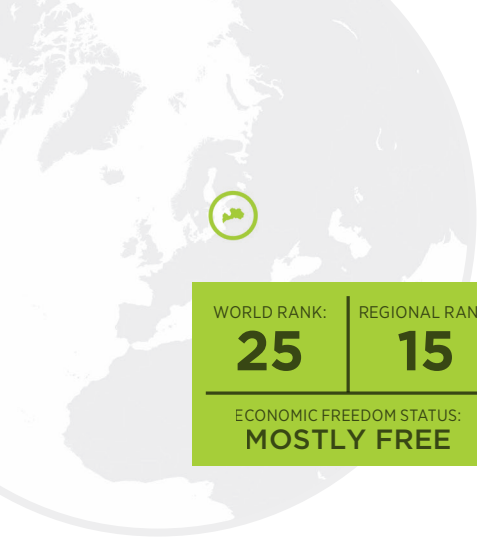 WORLD RANK: REGIONAL RAN
25 15
ECONOMIC FREEDOM STATUS:
MOSTLY FREE